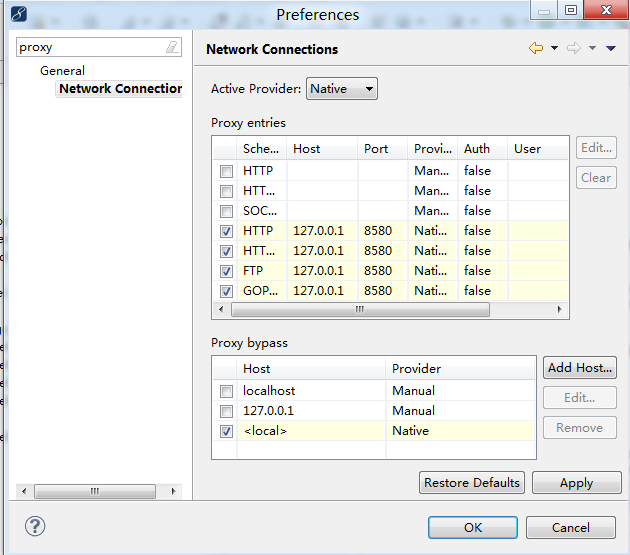 Preferences
proxy
General
Network Connection
Network Connections
Active Provider: Native
Proxy entries
Sche... Host Port Provi... Auth User
HTTP Man... false
HTT... Man... false
SOC... Man... false
HTTP 127.0.0.1 8580 Nati... false
HTT... 127.0.0.1 8580 Nati... false
FTP 127.0.0.1 8580 Nati... false
GOP... 127.0.0.1 8580 Nati... false
Edit...
Clear
Proxy bypass
Host Provider
localhost Manual
127.0.0.1 Manual
<local> Native
Add Host...
Edit...
Remove
Restore Defaults Apply
OK Cancel